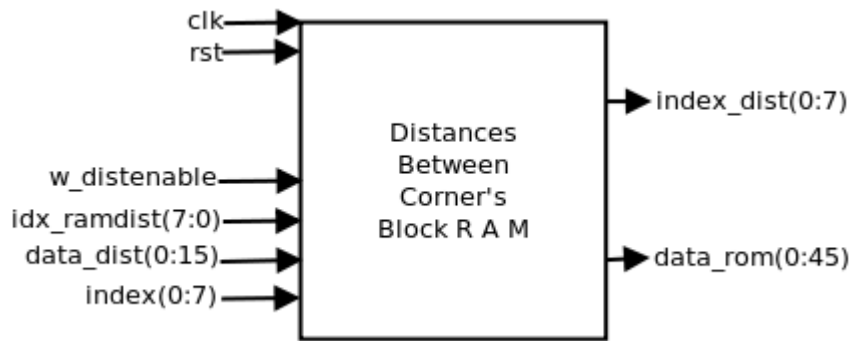 clk
rst
w_distenable
idx_ramdist(7:0)
data_dist(0:15)
index(0:7)
Distances
Between
Corner's
Block R A M
index_dist(0:7)
data_rom(0:45)